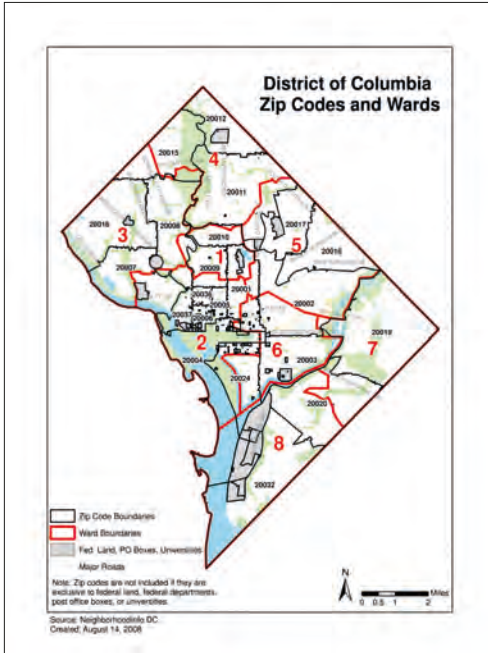 District of Columbia
Zip Codes and Wards
20012
4
20015
20011
20017
5
20016
3
20008
20010
1
20018
20007
20009
20001
20002
20036
20005
20037
20006
2
6
20003
20019
7
20004
20024
20020
8
20032
Zip Code Boundaries
Ward Boundaries
Fed. Land, PO Boxes, Universities
Major Roads
Note: Zip codes are not included if they are
exclusive to federal land, federal departments,
post office boxes, or universities.
N
Miles
0 0.5 1 2
Source: NeighborhoodInfo DC.
Created: August 14, 2008